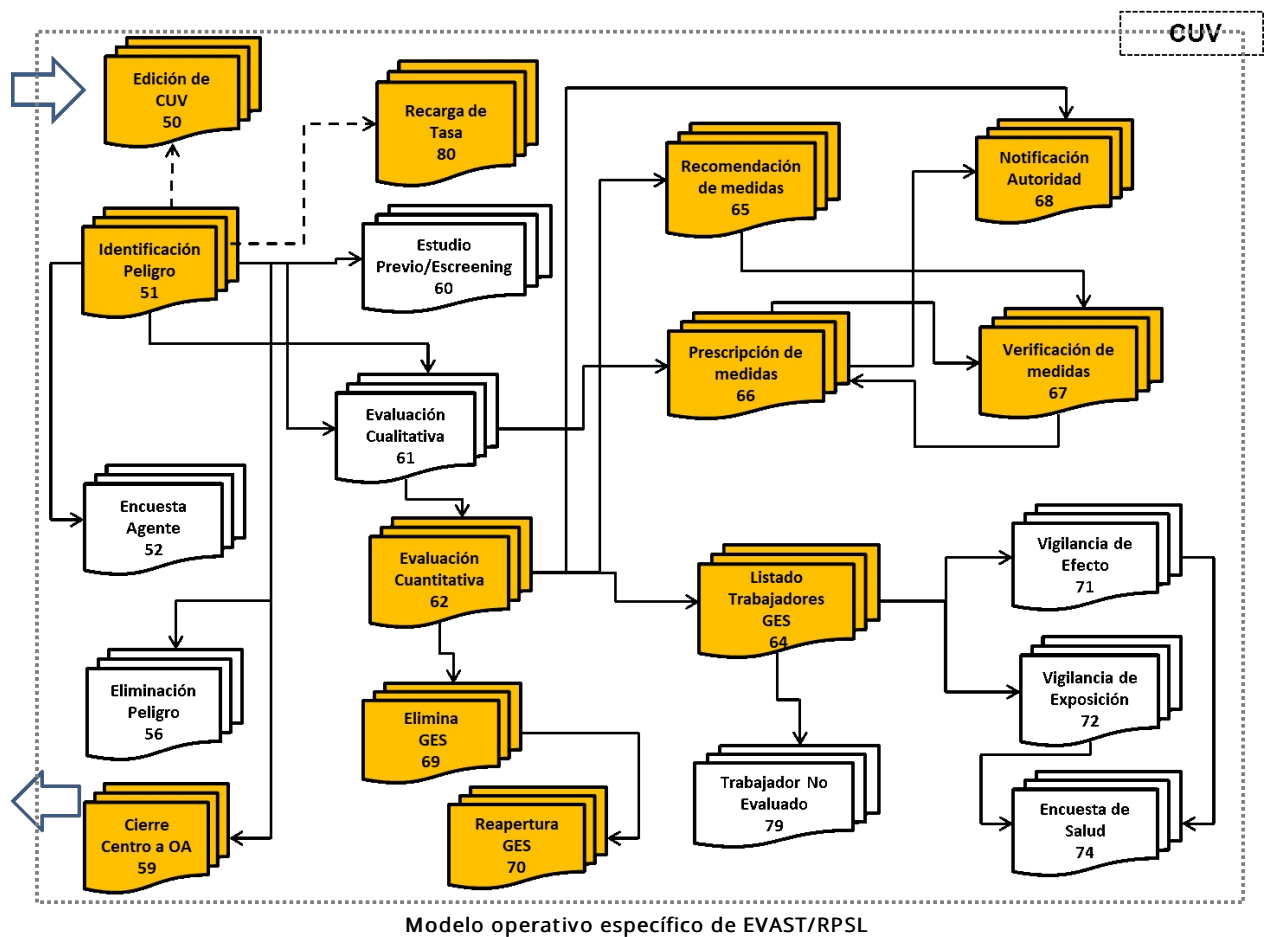 CUV
Edición de
CUV
50
Recarga de
Tasa
80
Recomendación
de medidas
65
Notificación
Autoridad
68
Identificación
Peligro
51
Estudio
Previo/Escreening
60
Prescripción de
medidas
66
Verificación de
medidas
67
Evaluación
Cualitativa
61
Encuesta
Agente
52
Evaluación
Cuantitativa
62
Listado
Trabajadores
GES
64
Vigilancia de
Efecto
71
Eliminación
Peligro
56
Vigilancia de
Exposición
72
Elimina
GES
69
Trabajador No
Evaluado
79
Cierre
Centro a OA
59
Reapertura
GES
70
Encuesta de
Salud
74
Modelo operativo específico de EVAST/RPSL